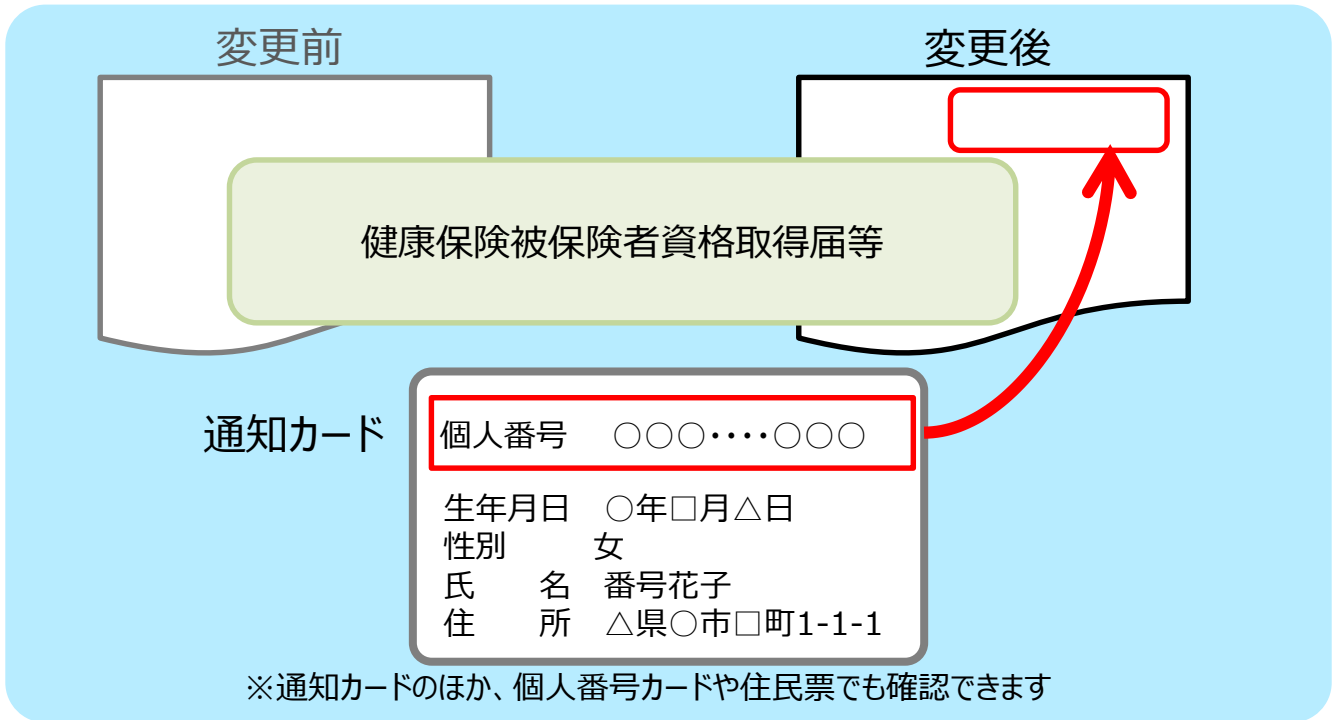 変更前
変更後
健康保険被保険者資格取得届等
通知カード
個人番号 ○○○・・・・○○○
生年月日 ○年□月△日
性別 女
氏 名 番号花子
住 所 △県○市□町1-1-1
※通知カードのほか、個人番号カードや住民票でも確認できます